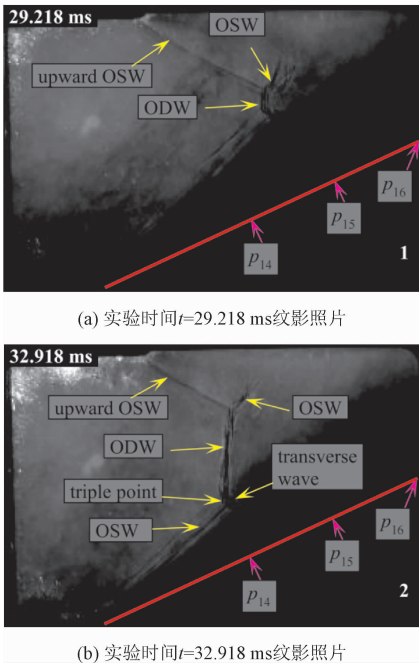 29.218 ms
OSW
upward OSW
ODW
p16
p15
p14
1
(a) 实验时间t=29.218 ms纹影照片
32.918 ms
upward OSW
OSW
ODW
transverse
wave
triple point
OSW
p16
p15
p14
2
(b) 实验时间t=32.918 ms纹影照片